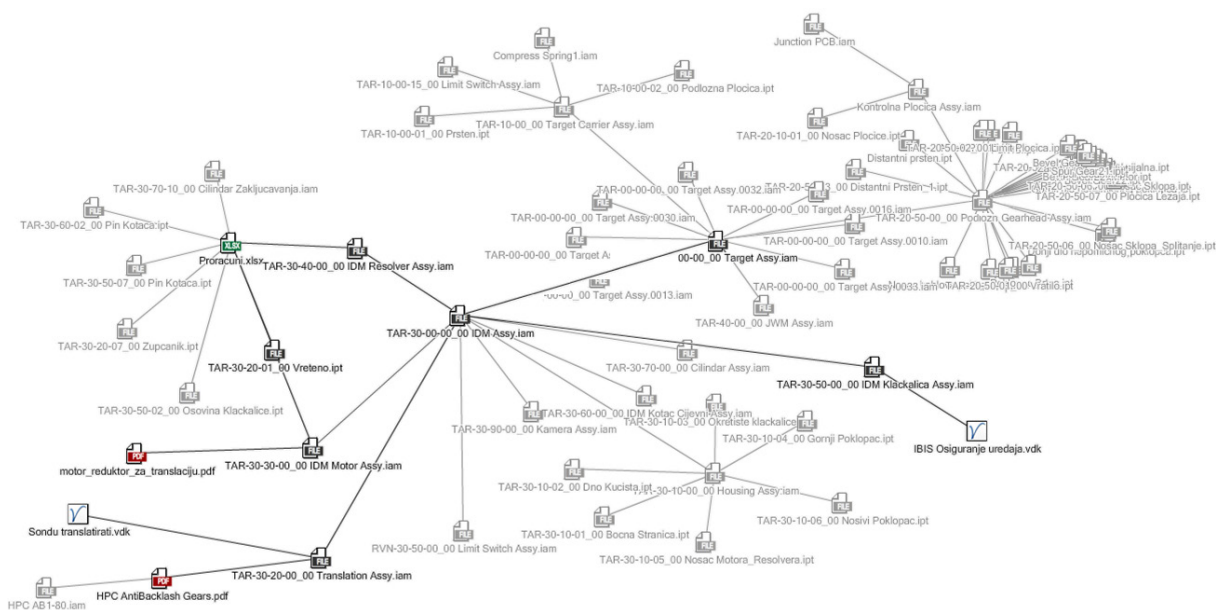 Junction PCB.iam
Compress Spring1.iam
TAR-10-00-15_00 Limit Switch Assy.iam
TAR-10-00-02_00 Podlozna Plocica.ipt
Kontrolna Plocica Assy.iam
TAR-10-00_00 Target Carrier Assy.iam
TAR-10-00-01_00 Prsten.ipt
TAR-20-10-01_00 Nosac Plocice.ipt
Distantni prsten.ipt
TAR-30-70-10_00 Cilindar Zakljucavanja.iam
TAR-00-00-00_00 Target Assy.0032.iam
TAR-20-50-07_00 Plocica Lezaja.ipt
TAR-00-00-00_00 Target Assy.0016.iam
TAR-00-00-00_00 Target Assy.0030.iam
TAR-20-50-00_00 Podiozn Gearhead Assy.iam
TAR-30-60-02_00 Pin Kotaca.ipt
TAR-00-00-00_00 Target Assy.0010.iam
TAR-20-50-06_00 Nosac Sklopa_Splitanje.ipt
XLSX
Proracuni.xlsx
TAR-30-40-00_00 IDM Resolver Assy.iam
00-00_00 Target Assy.iam
TAR-30-50-07_00 Pin Kotaca.ipt
TAR-00-00-00_00 Target Assy.0033.iam
-00-00_00 Target Assy.0013.iam
TAR-40-00_00 JWM Assy.iam
TAR-30-00-00_00 IDM Assy.iam
TAR-30-20-07_00 Zupcanik.ipt
TAR-30-20-01_00 Vreteno.ipt
TAR-30-70-00_00 Cilindar Assy.iam
TAR-30-50-00_00 IDM Klackalica Assy.iam
TAR-30-50-02_00 Osovina Klackalice.ipt
TAR-30-60-00_00 IDM Kotac Cijevni Assy.iam
TAR-30-10-03_00 Okretiste klackalice
TAR-30-90-00_00 Kamera Assy.iam
TAR-30-10-04_00 Gornji Poklopac.ipt
IBIS Osiguranje uredaja.vdk
PDF
motor_reduktor_za_translaciju.pdf
TAR-30-30-00_00 IDM Motor Assy.iam
TAR-30-10-02_00 Dno Kucista.ipt
TAR-30-10-00_00 Housing Assy.iam
TAR-30-10-06_00 Nosivi Poklopac.ipt
Sondu translatirati.vdk
TAR-30-10-01_00 Bocna Stranica.ipt
RVN-30-50-00_00 Limit Switch Assy.iam
TAR-30-10-05_00 Nosac Motora_Resolvera.ipt
TAR-30-20-00_00 Translation Assy.iam
PDF
HPC AntiBacklash Gears.pdf
HPC AB1-80.iam